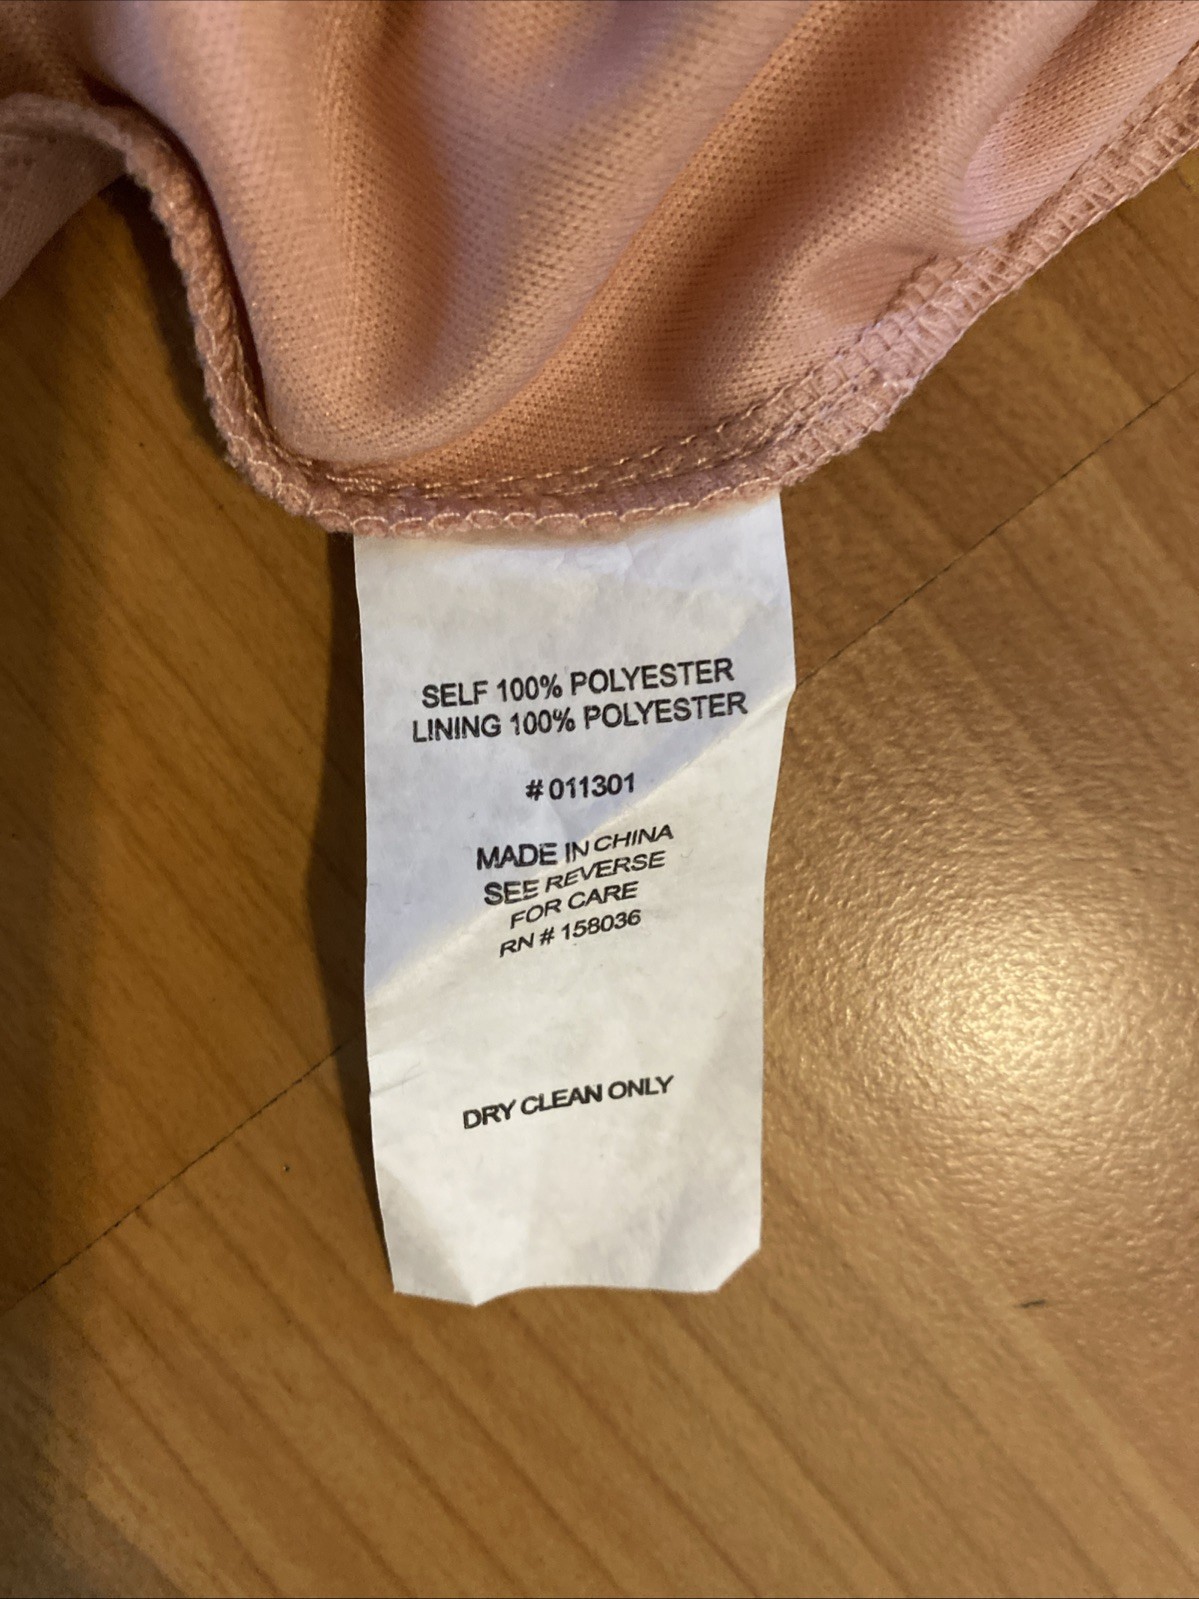 SELF 100% POLYESTER
LINING 100% POLYESTER
# 011301
MADE IN CHINA
SEE REVERSE
FOR CARE
RN # 158036
DRY CLEAN ONLY